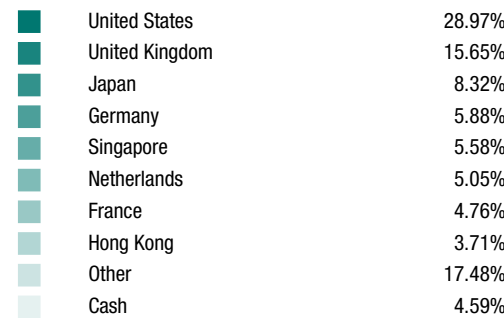 United States 28.97%
United Kingdom 15.65%
Japan 8.32%
Germany 5.88%
Singapore 5.58%
Netherlands 5.05%
France 4.76%
Hong Kong 3.71%
Other 17.48%
Cash 4.59%